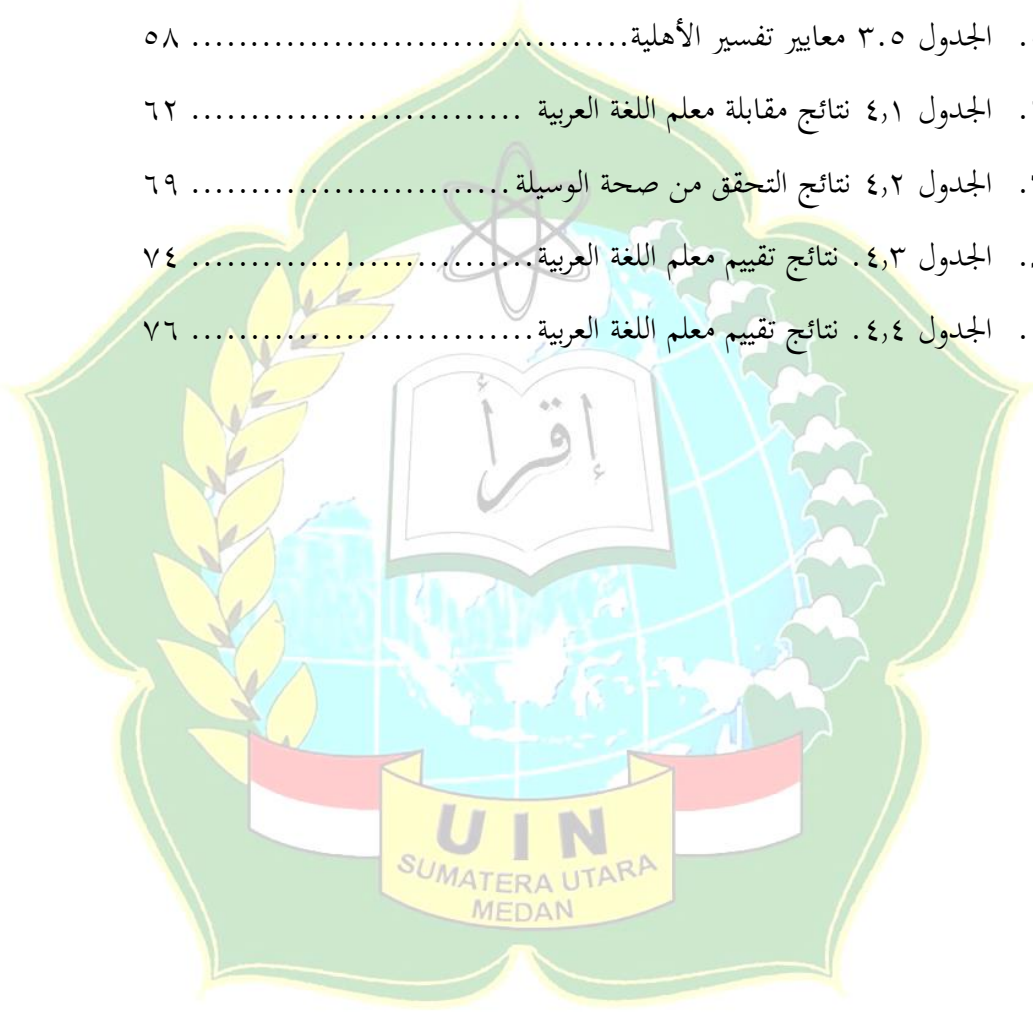 . الجدول ٣.٥ معايير تفسير الأهلية..................................... ٥٨
. الجدول ٤,١ نتائج مقابلة معلم اللغة العربية ............................ ٦٢
. الجدول ٤,٢ نتائج التحقق من صحة الوسيلة ............................ ٦٩
. الجدول ٤,٣. نتائج تقييم معلم اللغة العربية.............................. ٧٤
. الجدول ٤,٤. نتائج تقييم معلم اللغة العربية.............................. ٧٦
إقرأ
UIN
SUMATERA UTARA
MEDAN